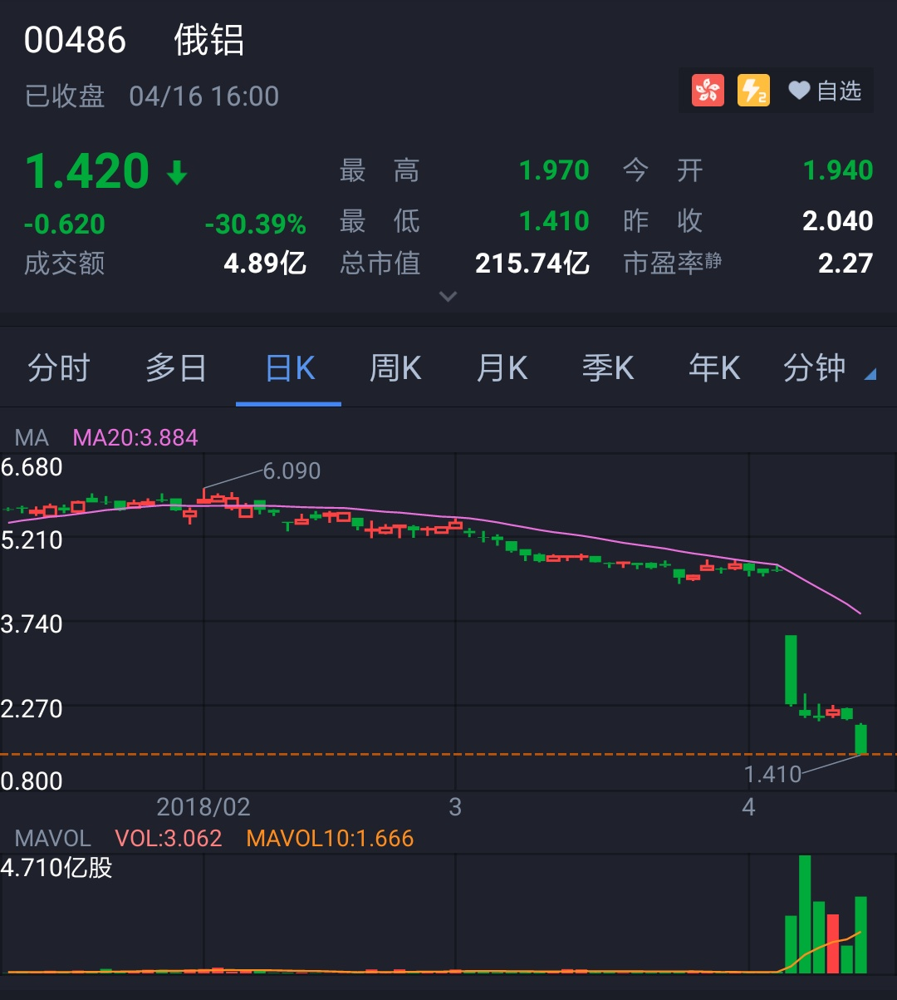 00486 俄铝
已收盘 04/16 16:00
2 自选
1.420 最高 1.970 今开 1.940
-0.620 -30.39% 最低 1.410 昨收 2.040
成交额 4.89亿 总市值 215.74亿 市盈率静 2.27
分时 多日 日K 周K 月K 季K 年K 分钟
MA MA20:3.884
6.680
6.090
5.210
3.740
2.270
1.410
0.800
2018/02 3 4
MAVOL VOL:3.062 MAVOL10:1.666
4.710亿股